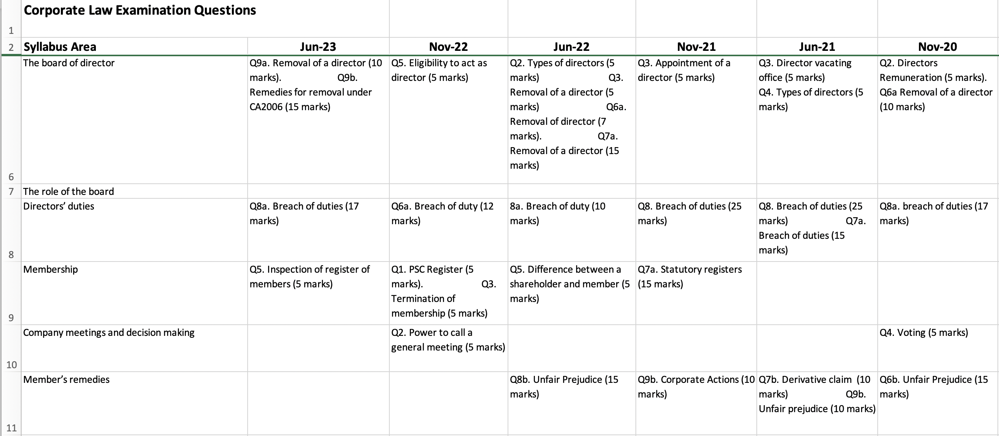 Corporate Law Examination Questions
1
2 Syllabus Area Jun-23 Nov-22 Jun-22 Nov-21 Jun-21 Nov-20
The board of director
Q9a. Removal of a director (10
marks). Q9b.
Remedies for removal under
CA2006 (15 marks)
Q5. Eligibility to act as
director (5 marks)
Q2. Types of directors (5
marks) Q3.
Removal of a director (5
marks) Q6a.
Removal of director (7
marks). Q7a.
Removal of a director (15
marks)
Q3. Appointment of a
director (5 marks)
Q3. Director vacating
office (5 marks)
Q4. Types of directors (5
marks)
Q2. Directors
Remuneration (5 marks).
Q6a Removal of a director
(10 marks)
6
7 The role of the board
Directors’ duties
Q8a. Breach of duties (17
marks)
Q6a. Breach of duty (12
marks)
8a. Breach of duty (10
marks)
Q8. Breach of duties (25
marks)
Q8. Breach of duties (25
marks) Q7a.
Breach of duties (15
marks)
Q8a. breach of duties (17
marks)
8
Membership
Q5. Inspection of register of
members (5 marks)
Q1. PSC Register (5
marks). Q3.
Termination of
membership (5 marks)
Q5. Difference between a
shareholder and member (5
marks)
Q7a. Statutory registers
(15 marks)
9
Company meetings and decision making
Q2. Power to call a
general meeting (5 marks)
Q4. Voting (5 marks)
10
Member’s remedies
Q8b. Unfair Prejudice (15
marks)
Q9b. Corporate Actions (10
marks)
Q7b. Derivative claim (10
marks) Q9b.
Unfair prejudice (10 marks)
Q6b. Unfair Prejudice (15
marks)
11